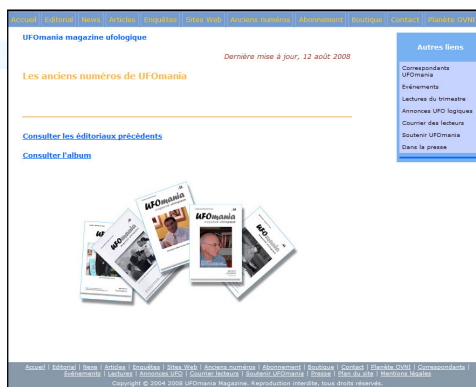 Accueil Editorial News Articles Enquêtes Sites Web Anciens numéros Abonnement Boutique Contact Planète OVNI
UFOmania magazine ufologique
Dernière mise à jour, 12 août 2008
Les anciens numéros de UFOmania
Consulter les éditoriaux précédents
Consulter l'album
Autres liens
Correspondants
UFOmania
Evénements
Lectures du trimestre
Annonces UFO logiques
Courrier des lecteurs
Soutenir UFOmania
Dans la presse
UFOmania
UFOmania
UFOmania
UFOmania
UFOmania
Accueil | Editorial | News | Articles | Enquêtes | Sites Web | Anciens numéros | Abonnement | Boutique | Contact | Planète OVNI | Correspondants |
Evénements | Lectures | Annonces UFO | Courrier lecteurs | Soutenir UFOmania | Presse | Plan du site | Mentions légales
Copyright © 2004 2008 UFOmania Magazine. Reproduction interdite, tous droits réservés.